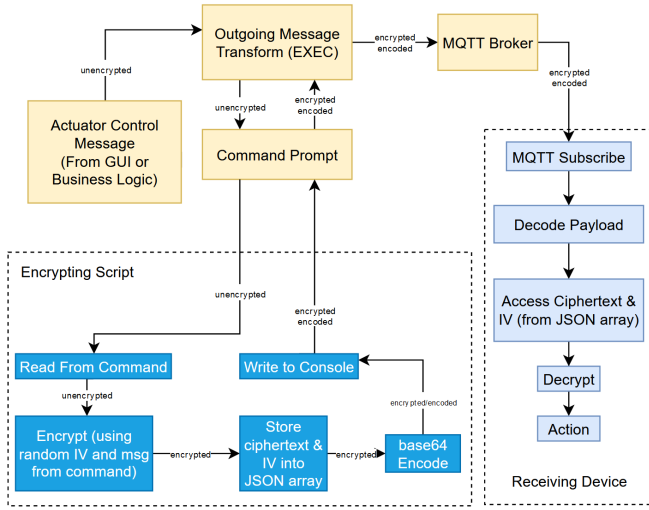 Outgoing Message
Transform (EXEC)
encrypted
encoded
MQTT Broker
unencrypted
encrypted
encoded
unencrypted
encrypted
encoded
Actuator Control
Message
(From GUI or
Business Logic)
Command Prompt
MQTT Subscribe
Decode Payload
Encrypting Script
unencrypted
encrypted
encoded
Access Ciphertext &
IV (from JSON array)
Read From Command
Write to Console
Decrypt
unencrypted
encrypted/encoded
Action
Encrypt (using
random IV and msg
from command)
encrypted
Store
ciphertext &
IV into
JSON array
encrypted
base64
Encode
Receiving Device